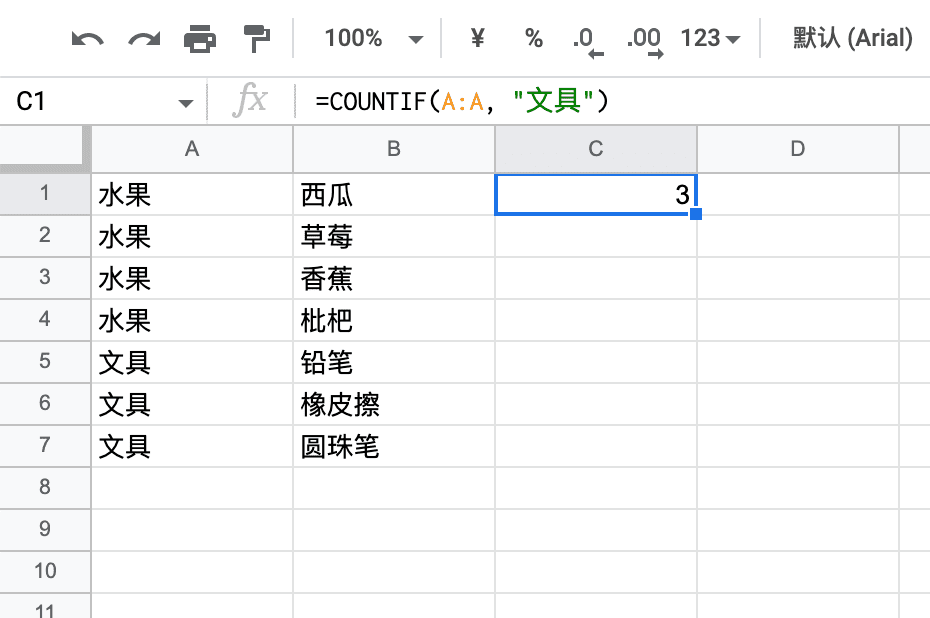 100% ¥ % .0 .00 123 默认 (Arial)
C1 fx =COUNTIF(A:A, "文具")
A B C D
1 水果 西瓜 3
2 水果 草莓
3 水果 香蕉
4 水果 枇杷
5 文具 铅笔
6 文具 橡皮擦
7 文具 圆珠笔
8
9
10
11